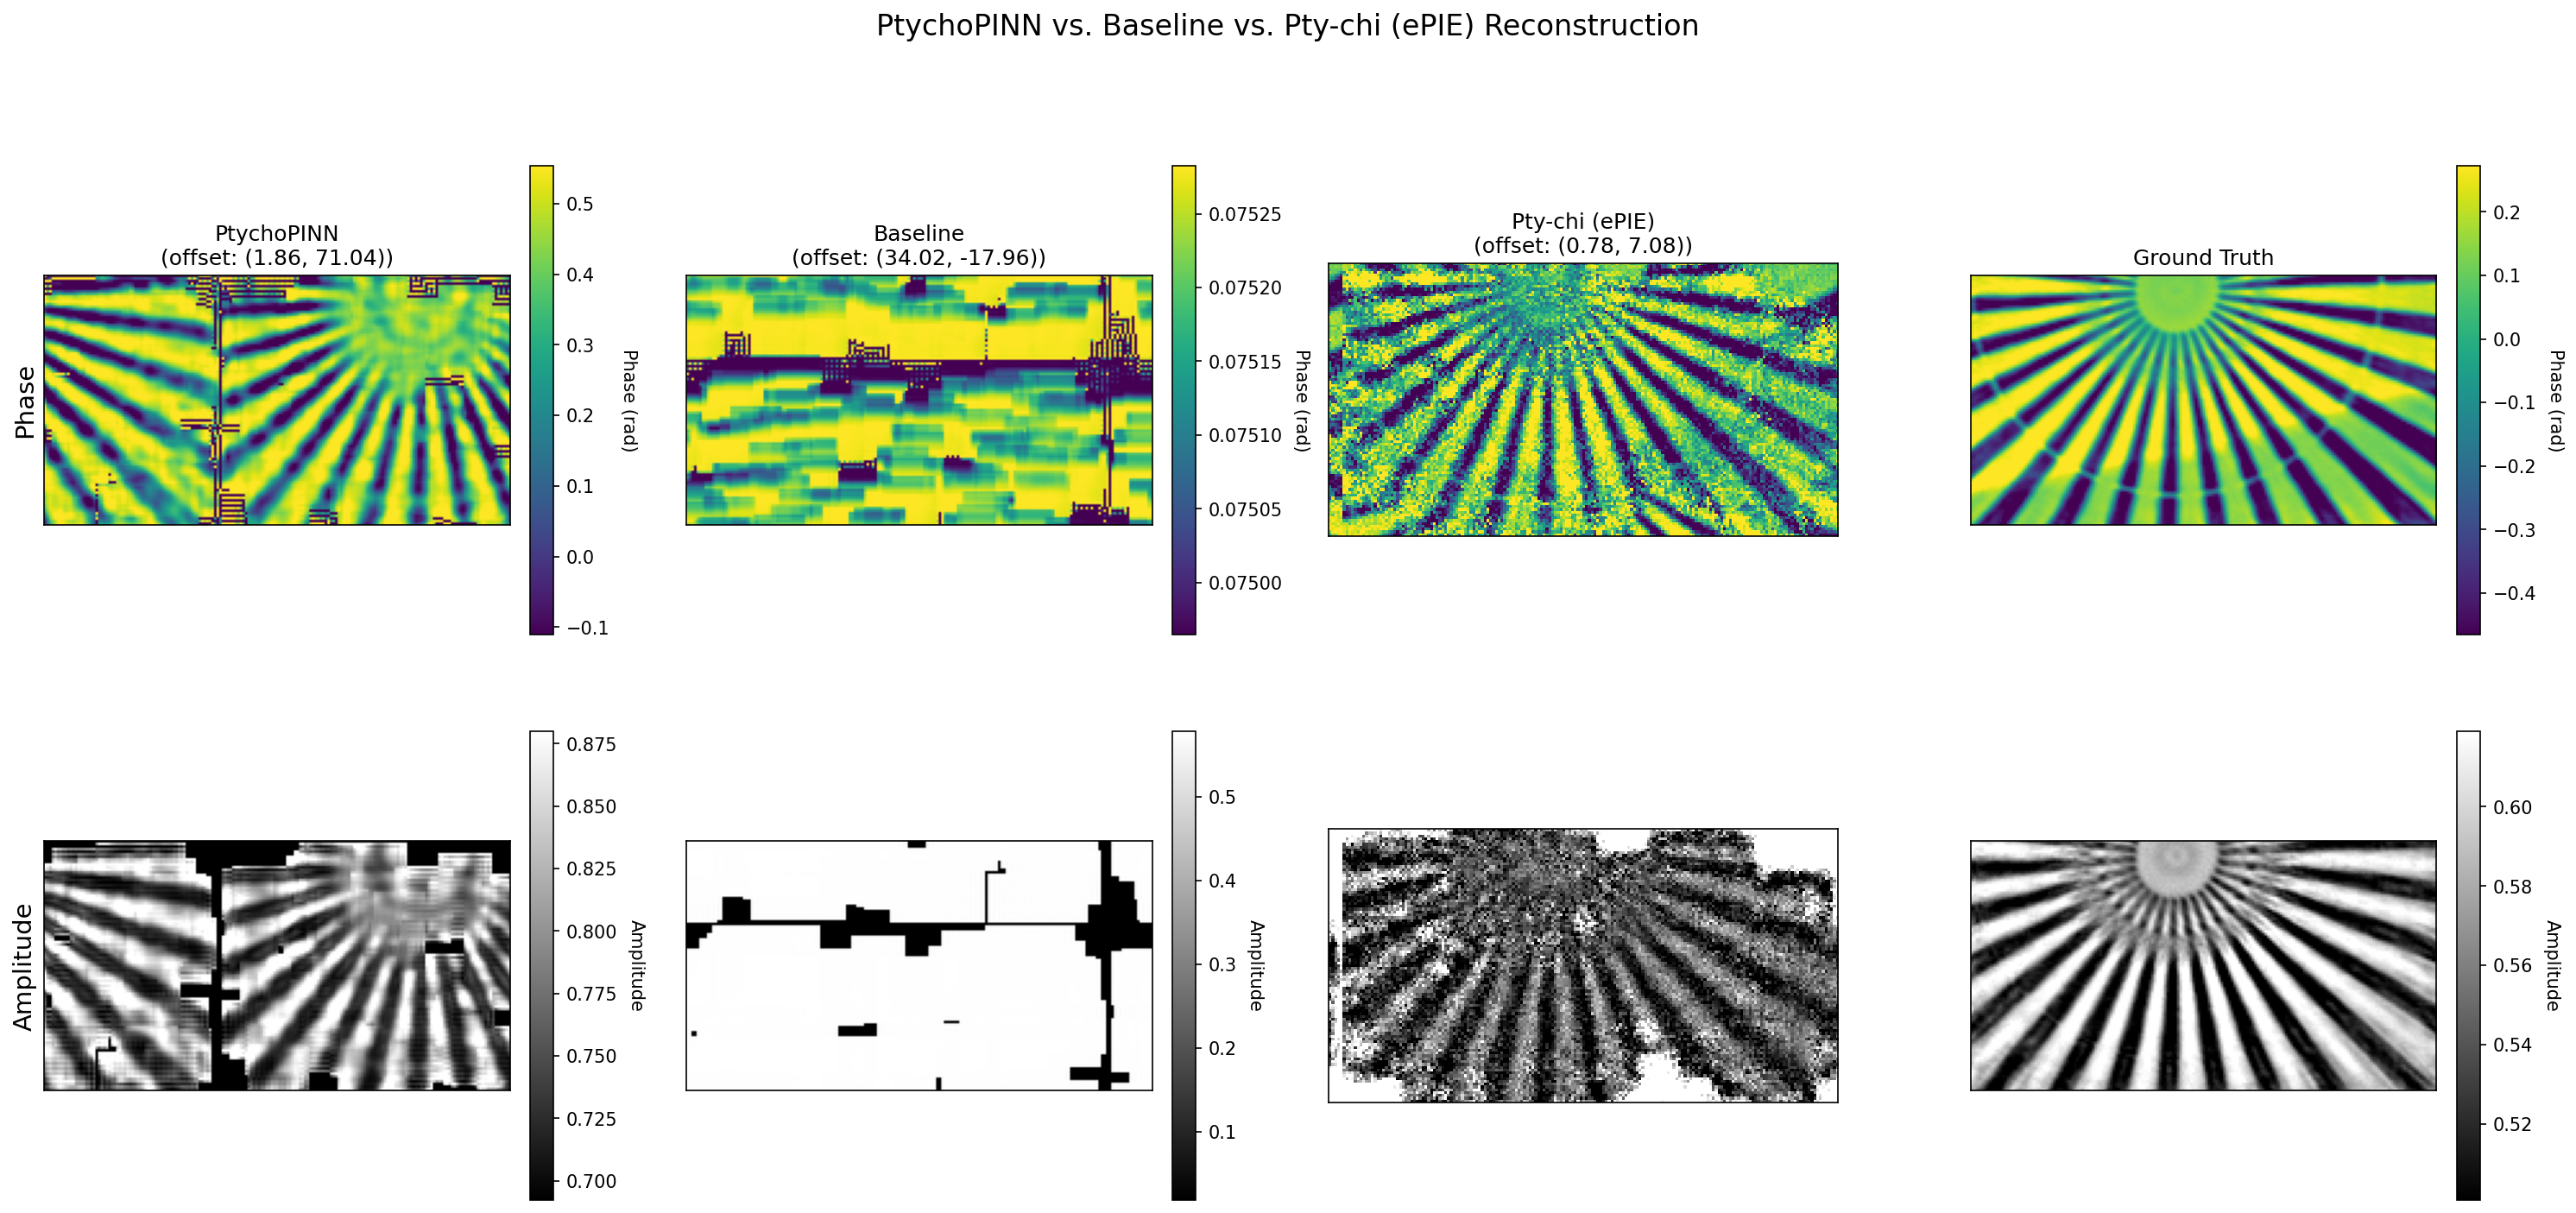 PtychoPINN vs. Baseline vs. Pty-chi (ePIE) Reconstruction
PtychoPINN
(offset: (1.86, 71.04))
Phase
0.5
0.4
0.3
0.2
0.1
0.0
−0.1
Phase (rad)
Baseline
(offset: (34.02, -17.96))
0.07525
0.07520
0.07515
0.07510
0.07505
0.07500
Phase (rad)
Pty-chi (ePIE)
(offset: (0.78, 7.08))
Ground Truth
0.2
0.1
0.0
−0.1
−0.2
−0.3
−0.4
Phase (rad)
Amplitude
0.875
0.850
0.825
0.800
0.775
0.750
0.725
0.700
Amplitude
0.5
0.4
0.3
0.2
0.1
Amplitude
0.60
0.58
0.56
0.54
0.52
Amplitude